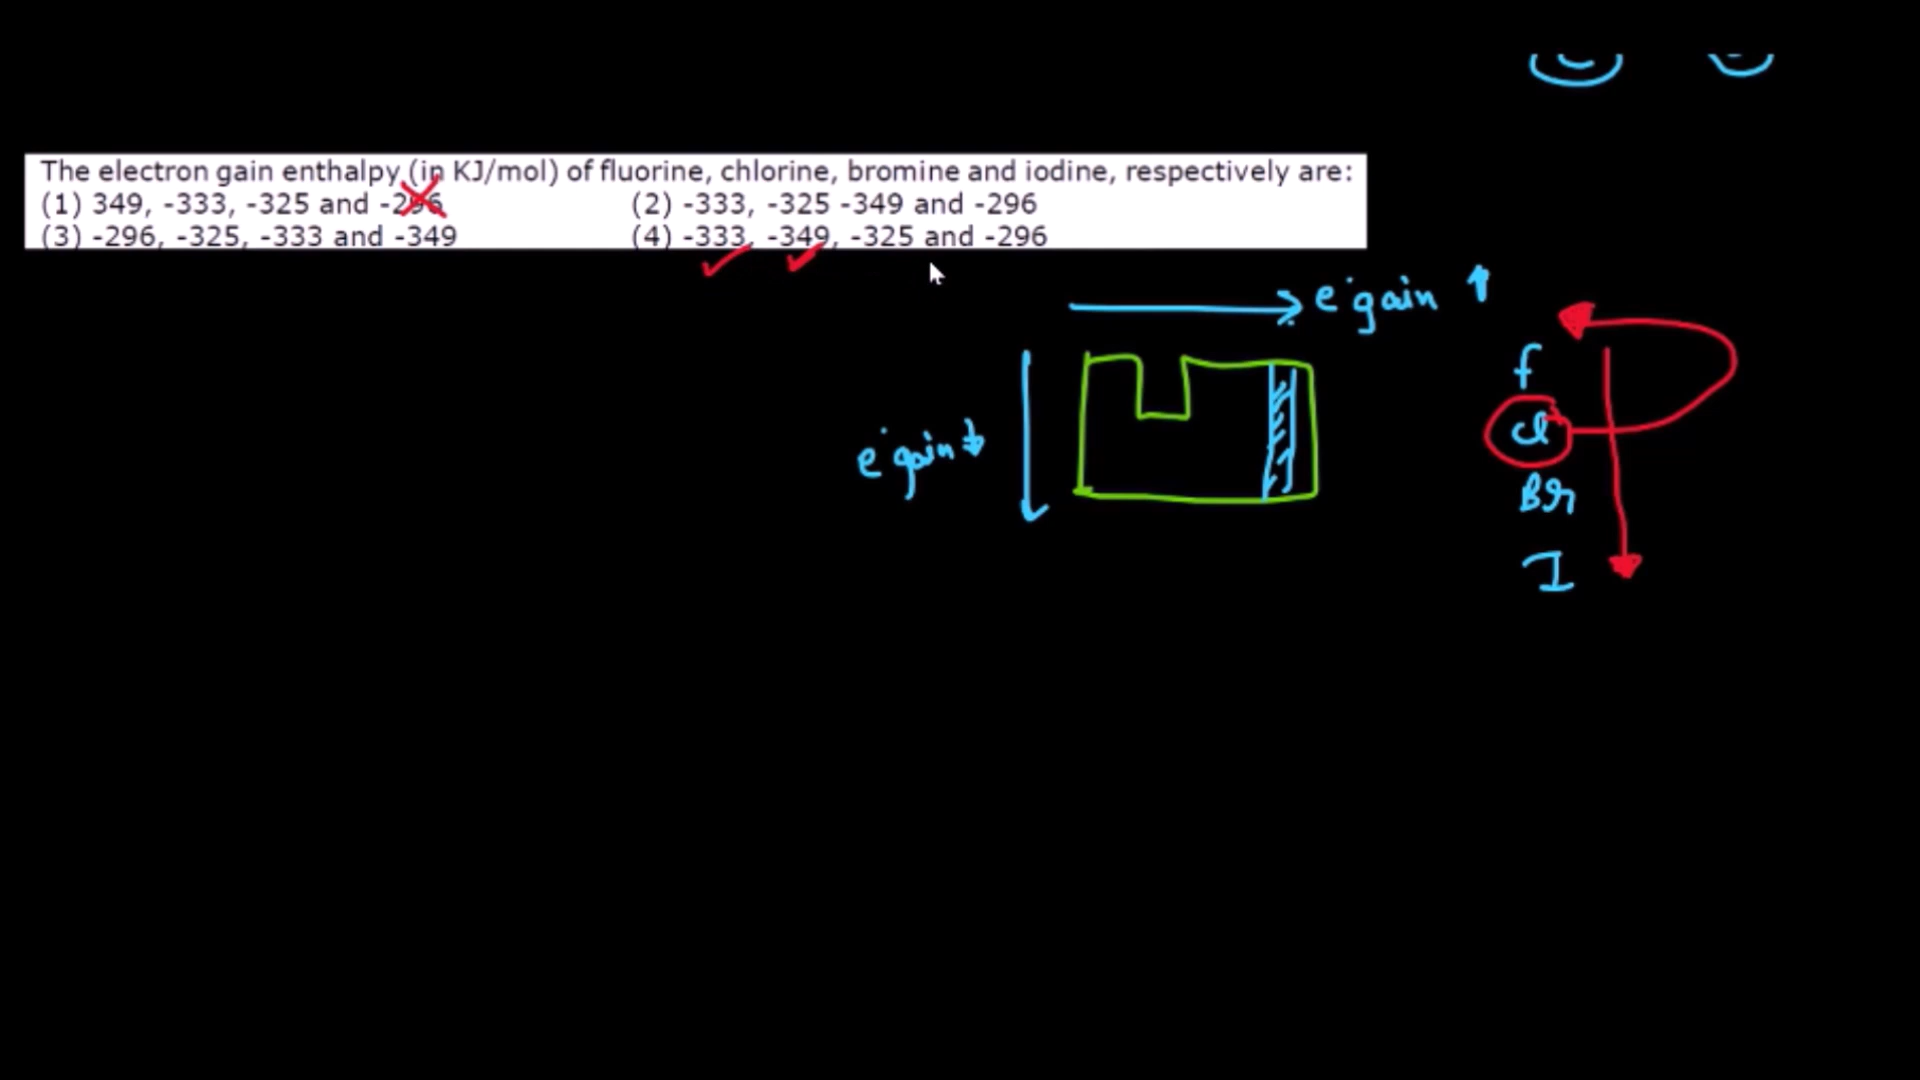 The electron gain enthalpy (in KJ/mol) of fluorine, chlorine, bromine and iodine, respectively are:
(1) 349, -333, -325 and -296 (2) -333, -325 -349 and -296
(3) -296, -325, -333 and -349 (4) -333, -349, -325 and -296
e⁻gain ↑
e⁻gain ↓
f
Cl
Br
I